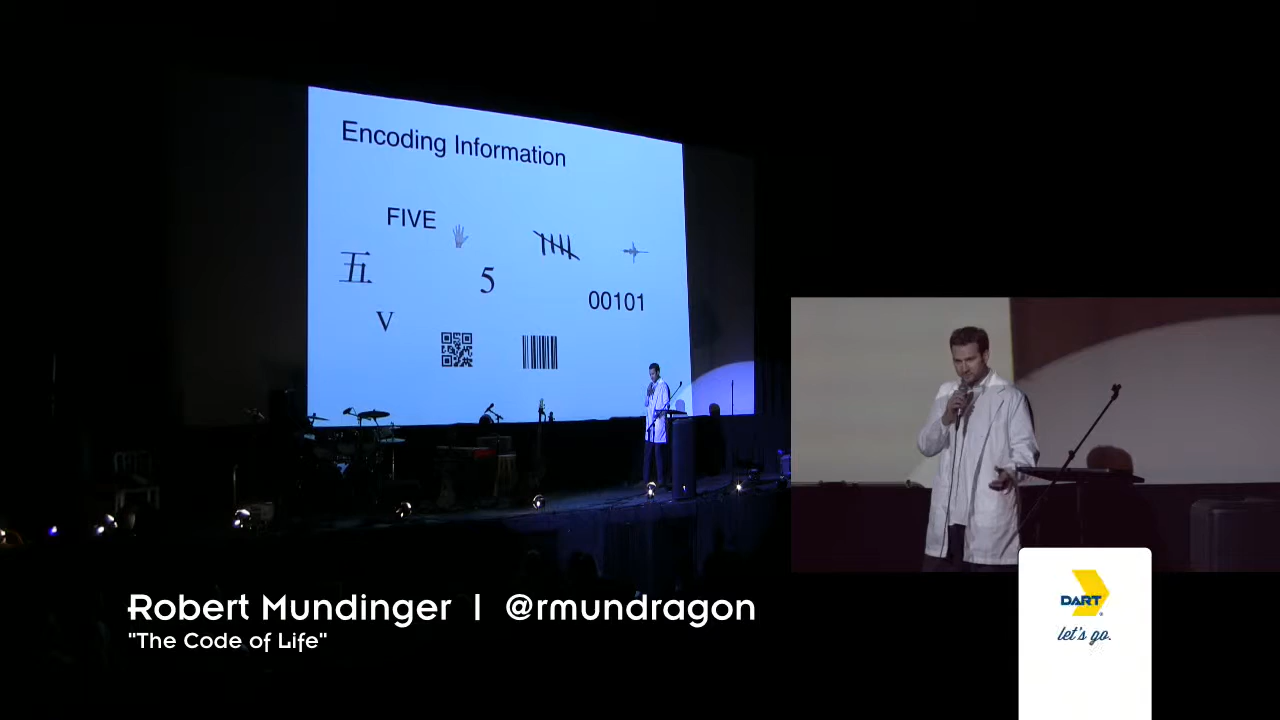 Encoding Information
FIVE
五
5
00101
V
Robert Mundinger | @rmundragon
"The Code of Life"
DART
let's go.